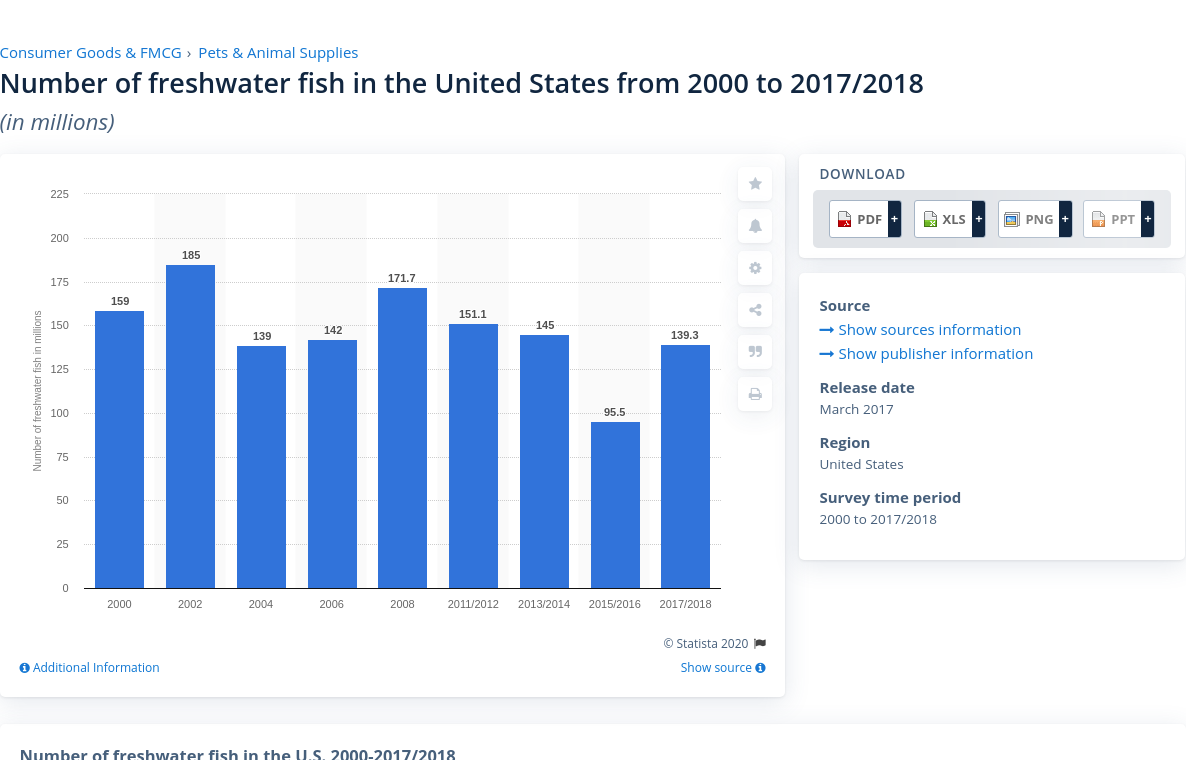 Consumer Goods & FMCG › Pets & Animal Supplies
Number of freshwater fish in the United States from 2000 to 2017/2018
(in millions)
225
200
175
150
125
100
75
50
25
0
Number of freshwater fish in millions
159
185
139
142
171.7
151.1
145
95.5
139.3
2000
2002
2004
2006
2008
2011/2012
2013/2014
2015/2016
2017/2018
© Statista 2020
Additional Information
Show source
DOWNLOAD
PDF +
XLS +
PNG +
PPT +
Source
Show sources information
Show publisher information
Release date
March 2017
Region
United States
Survey time period
2000 to 2017/2018
Number of freshwater fish in the U.S. 2000-2017/2018